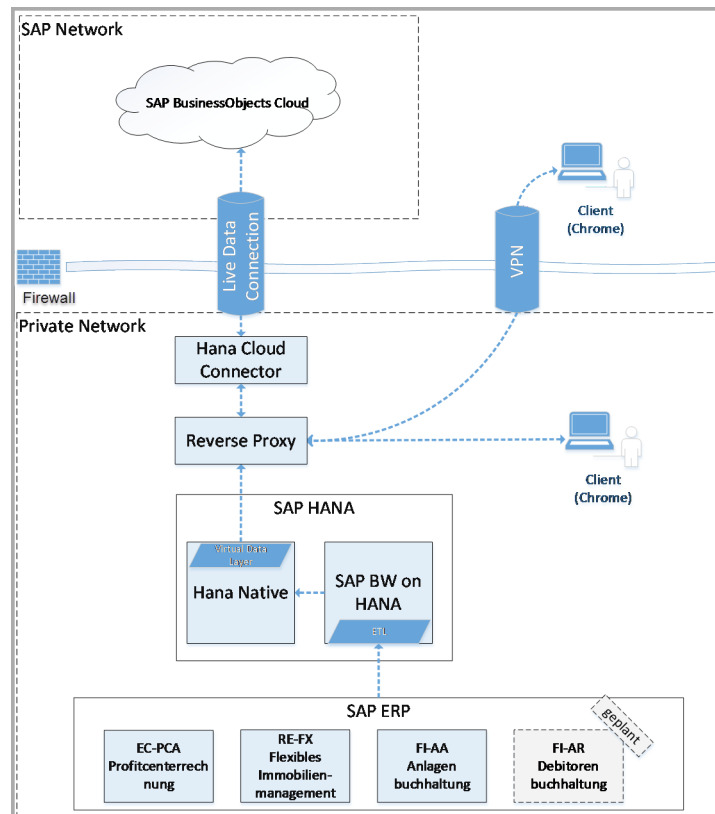 SAP Network
SAP BusinessObjects Cloud
Client
(Chrome)
Live Data
Connection
VPN
Firewall
Private Network
Hana Cloud
Connector
Reverse Proxy
Client
(Chrome)
SAP HANA
Virtual Data
Layer
Hana Native
SAP BW on
HANA
ETL
SAP ERP
geplant
EC-PCA
Profitcenterrech
nung
RE-FX
Flexibles
Immobilien-
management
FI-AA
Anlagen
buchhaltung
FI-AR
Debitoren
buchhaltung